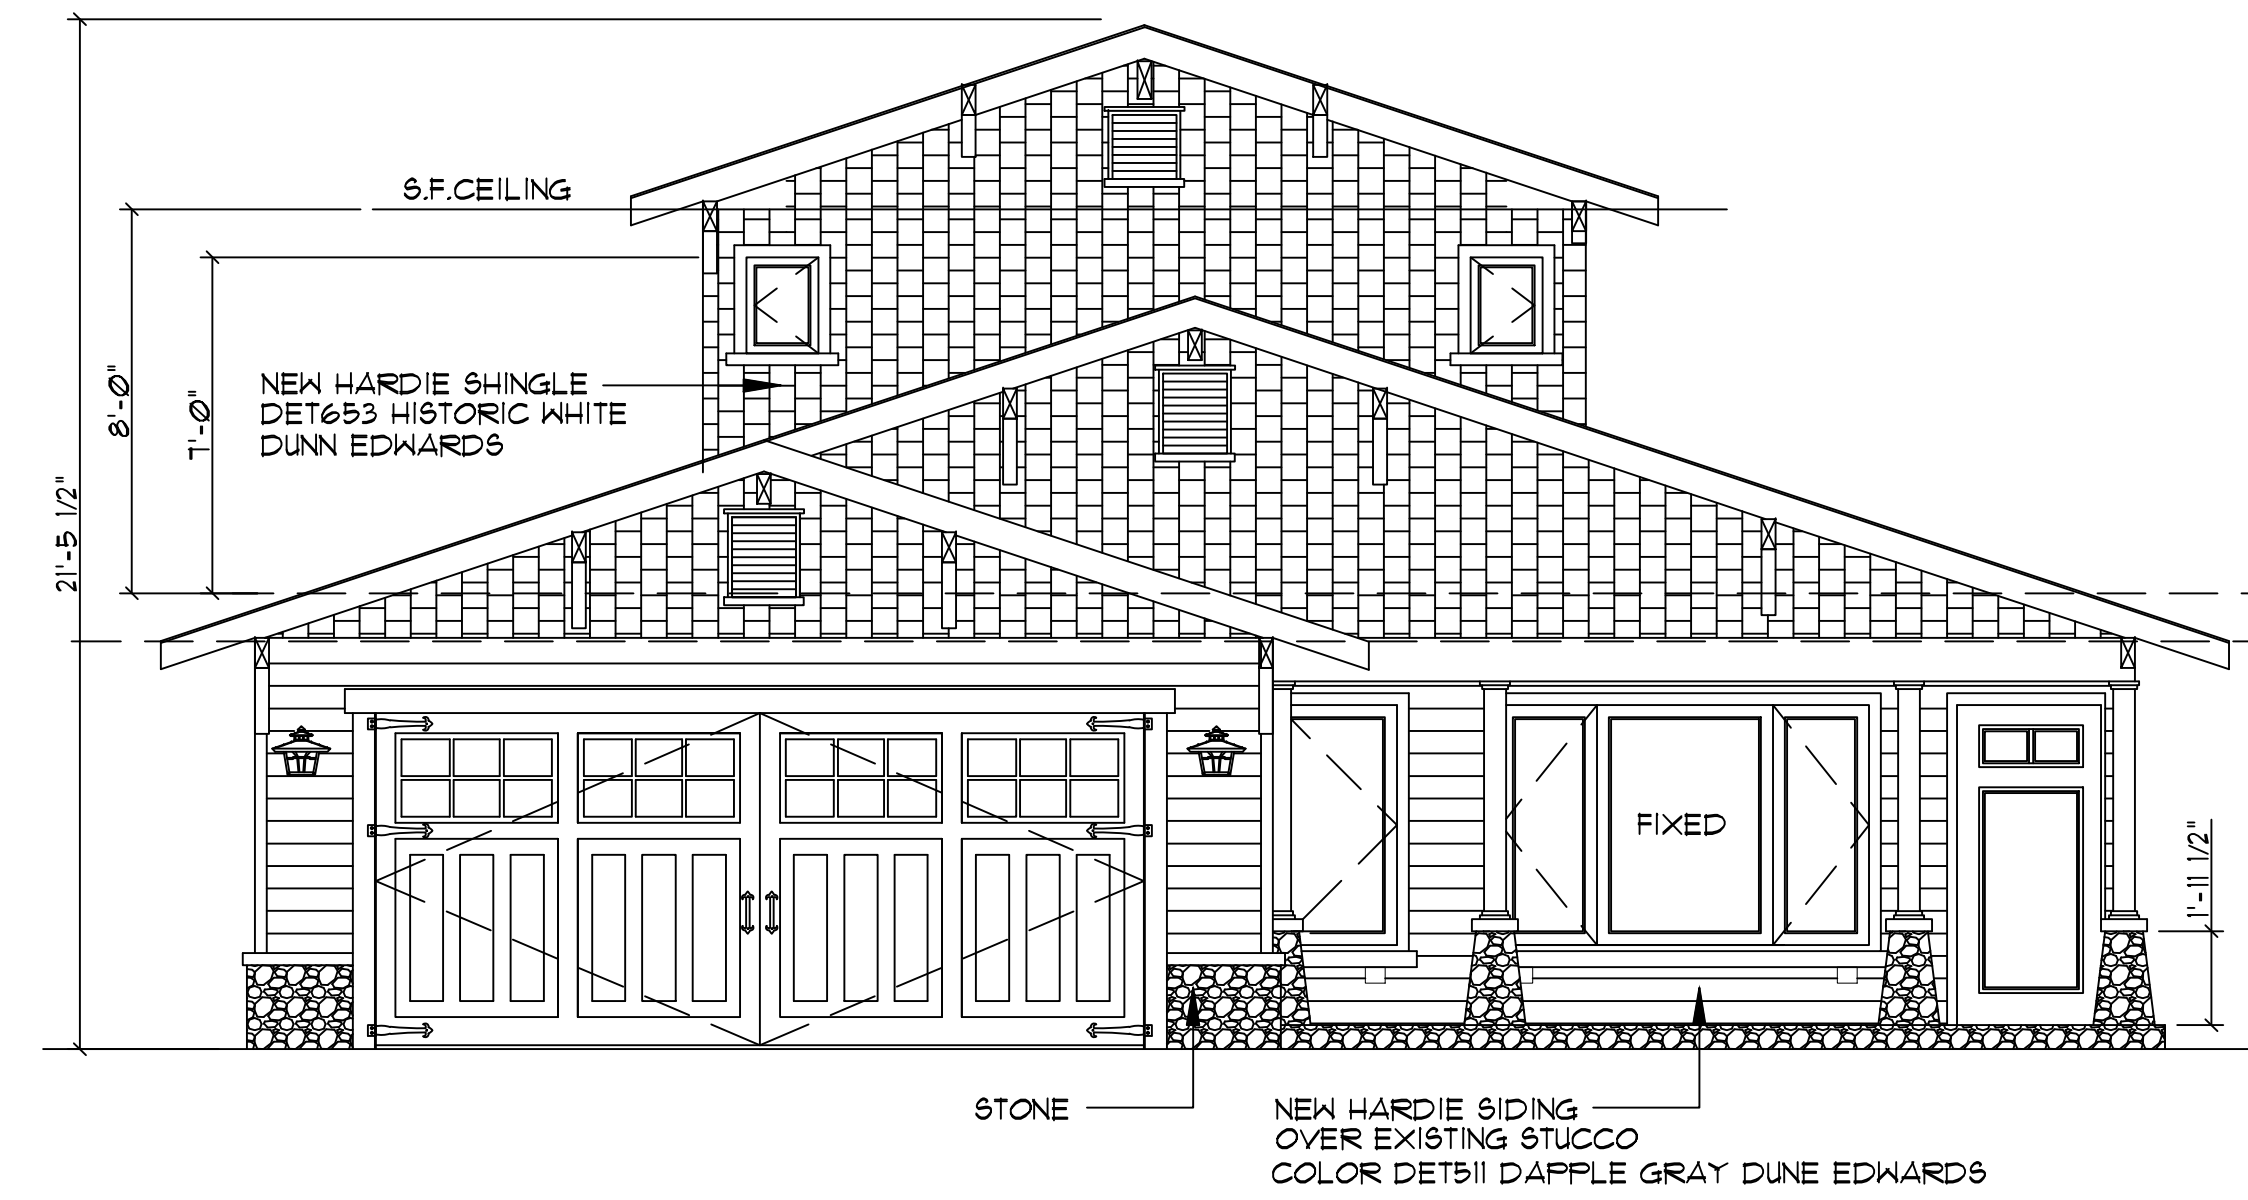 S.F.CEILING
8'-0"
7'-0"
21'-5 1/2"
NEW HARDIE SHINGLE
DET653 HISTORIC WHITE
DUNN EDWARDS
FIXED
1'-11 1/2"
STONE
NEW HARDIE SIDING
OVER EXISTING STUCCO
COLOR DET511 DAPPLE GRAY DUNE EDWARDS